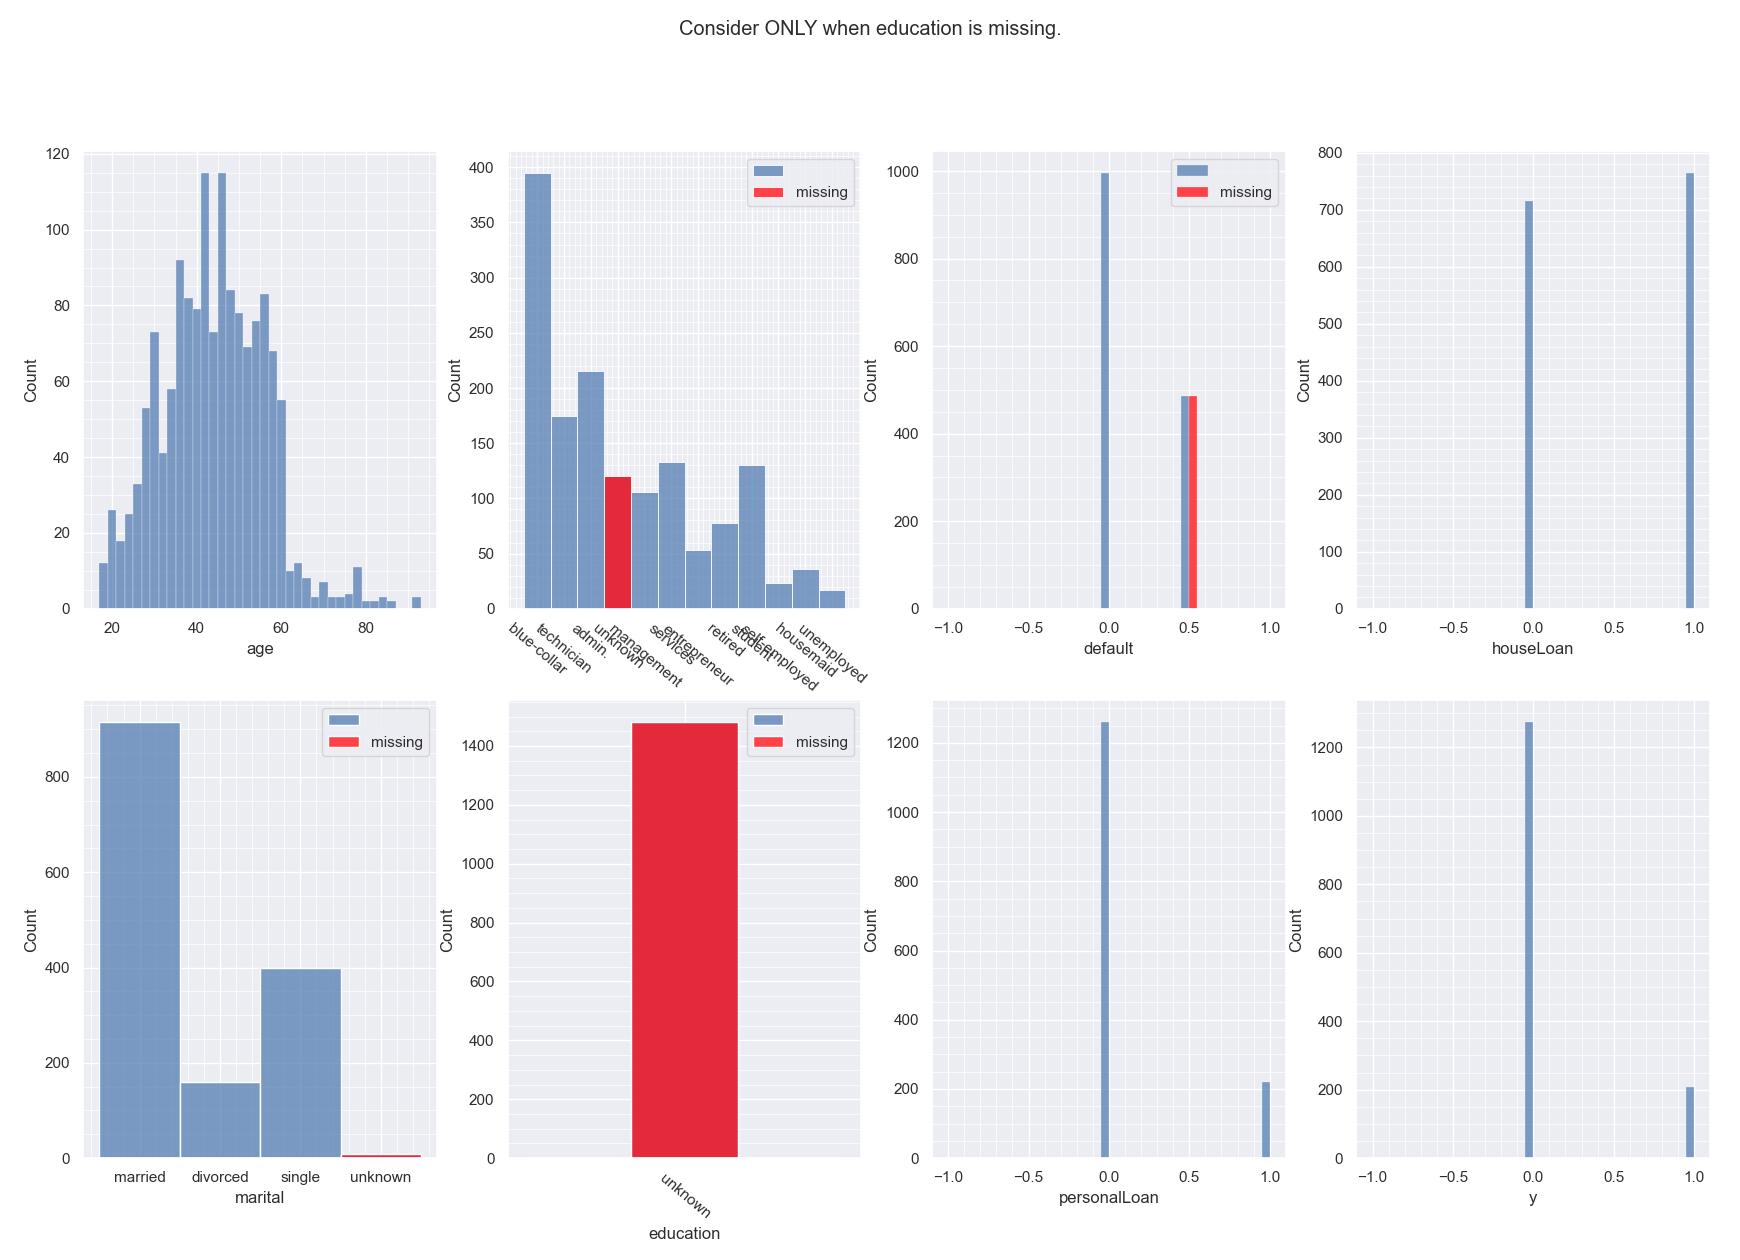 Consider ONLY when education is missing.
120
100
80
60
40
20
0
Count
20 40 60 80
age
400
350
300
250
200
150
100
50
0
Count
missing
blue-collar
technician
admin.
unknown
management
services
entrepreneur
retired
student
self-employed
housemaid
unemployed
1000
800
600
400
200
0
Count
missing
−1.0 −0.5 0.0 0.5 1.0
default
800
700
600
500
400
300
200
100
0
Count
−1.0 −0.5 0.0 0.5 1.0
houseLoan
800
600
400
200
0
Count
missing
married divorced single unknown
marital
1400
1200
1000
800
600
400
200
0
Count
missing
unknown
education
1200
1000
800
600
400
200
0
Count
−1.0 −0.5 0.0 0.5 1.0
personalLoan
1200
1000
800
600
400
200
0
Count
−1.0 −0.5 0.0 0.5 1.0
y